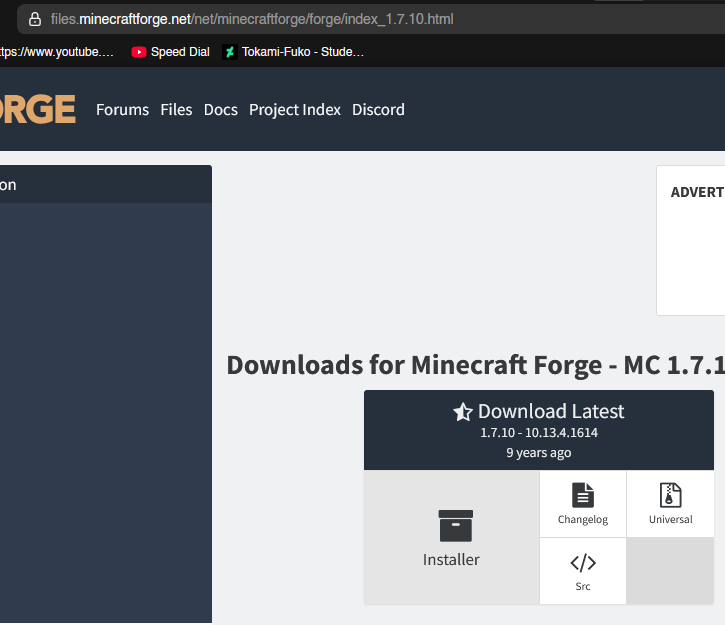 files.minecraftforge.net/net/minecraftforge/forge/index_1.7.10.html
ttps://www.youtube.... Speed Dial Tokami-Fuko - Stude...
ORGE Forums Files Docs Project Index Discord
on
ADVERT
Downloads for Minecraft Forge - MC 1.7.1
Download Latest
1.7.10 - 10.13.4.1614
9 years ago
Installer
Changelog
Universal
Src